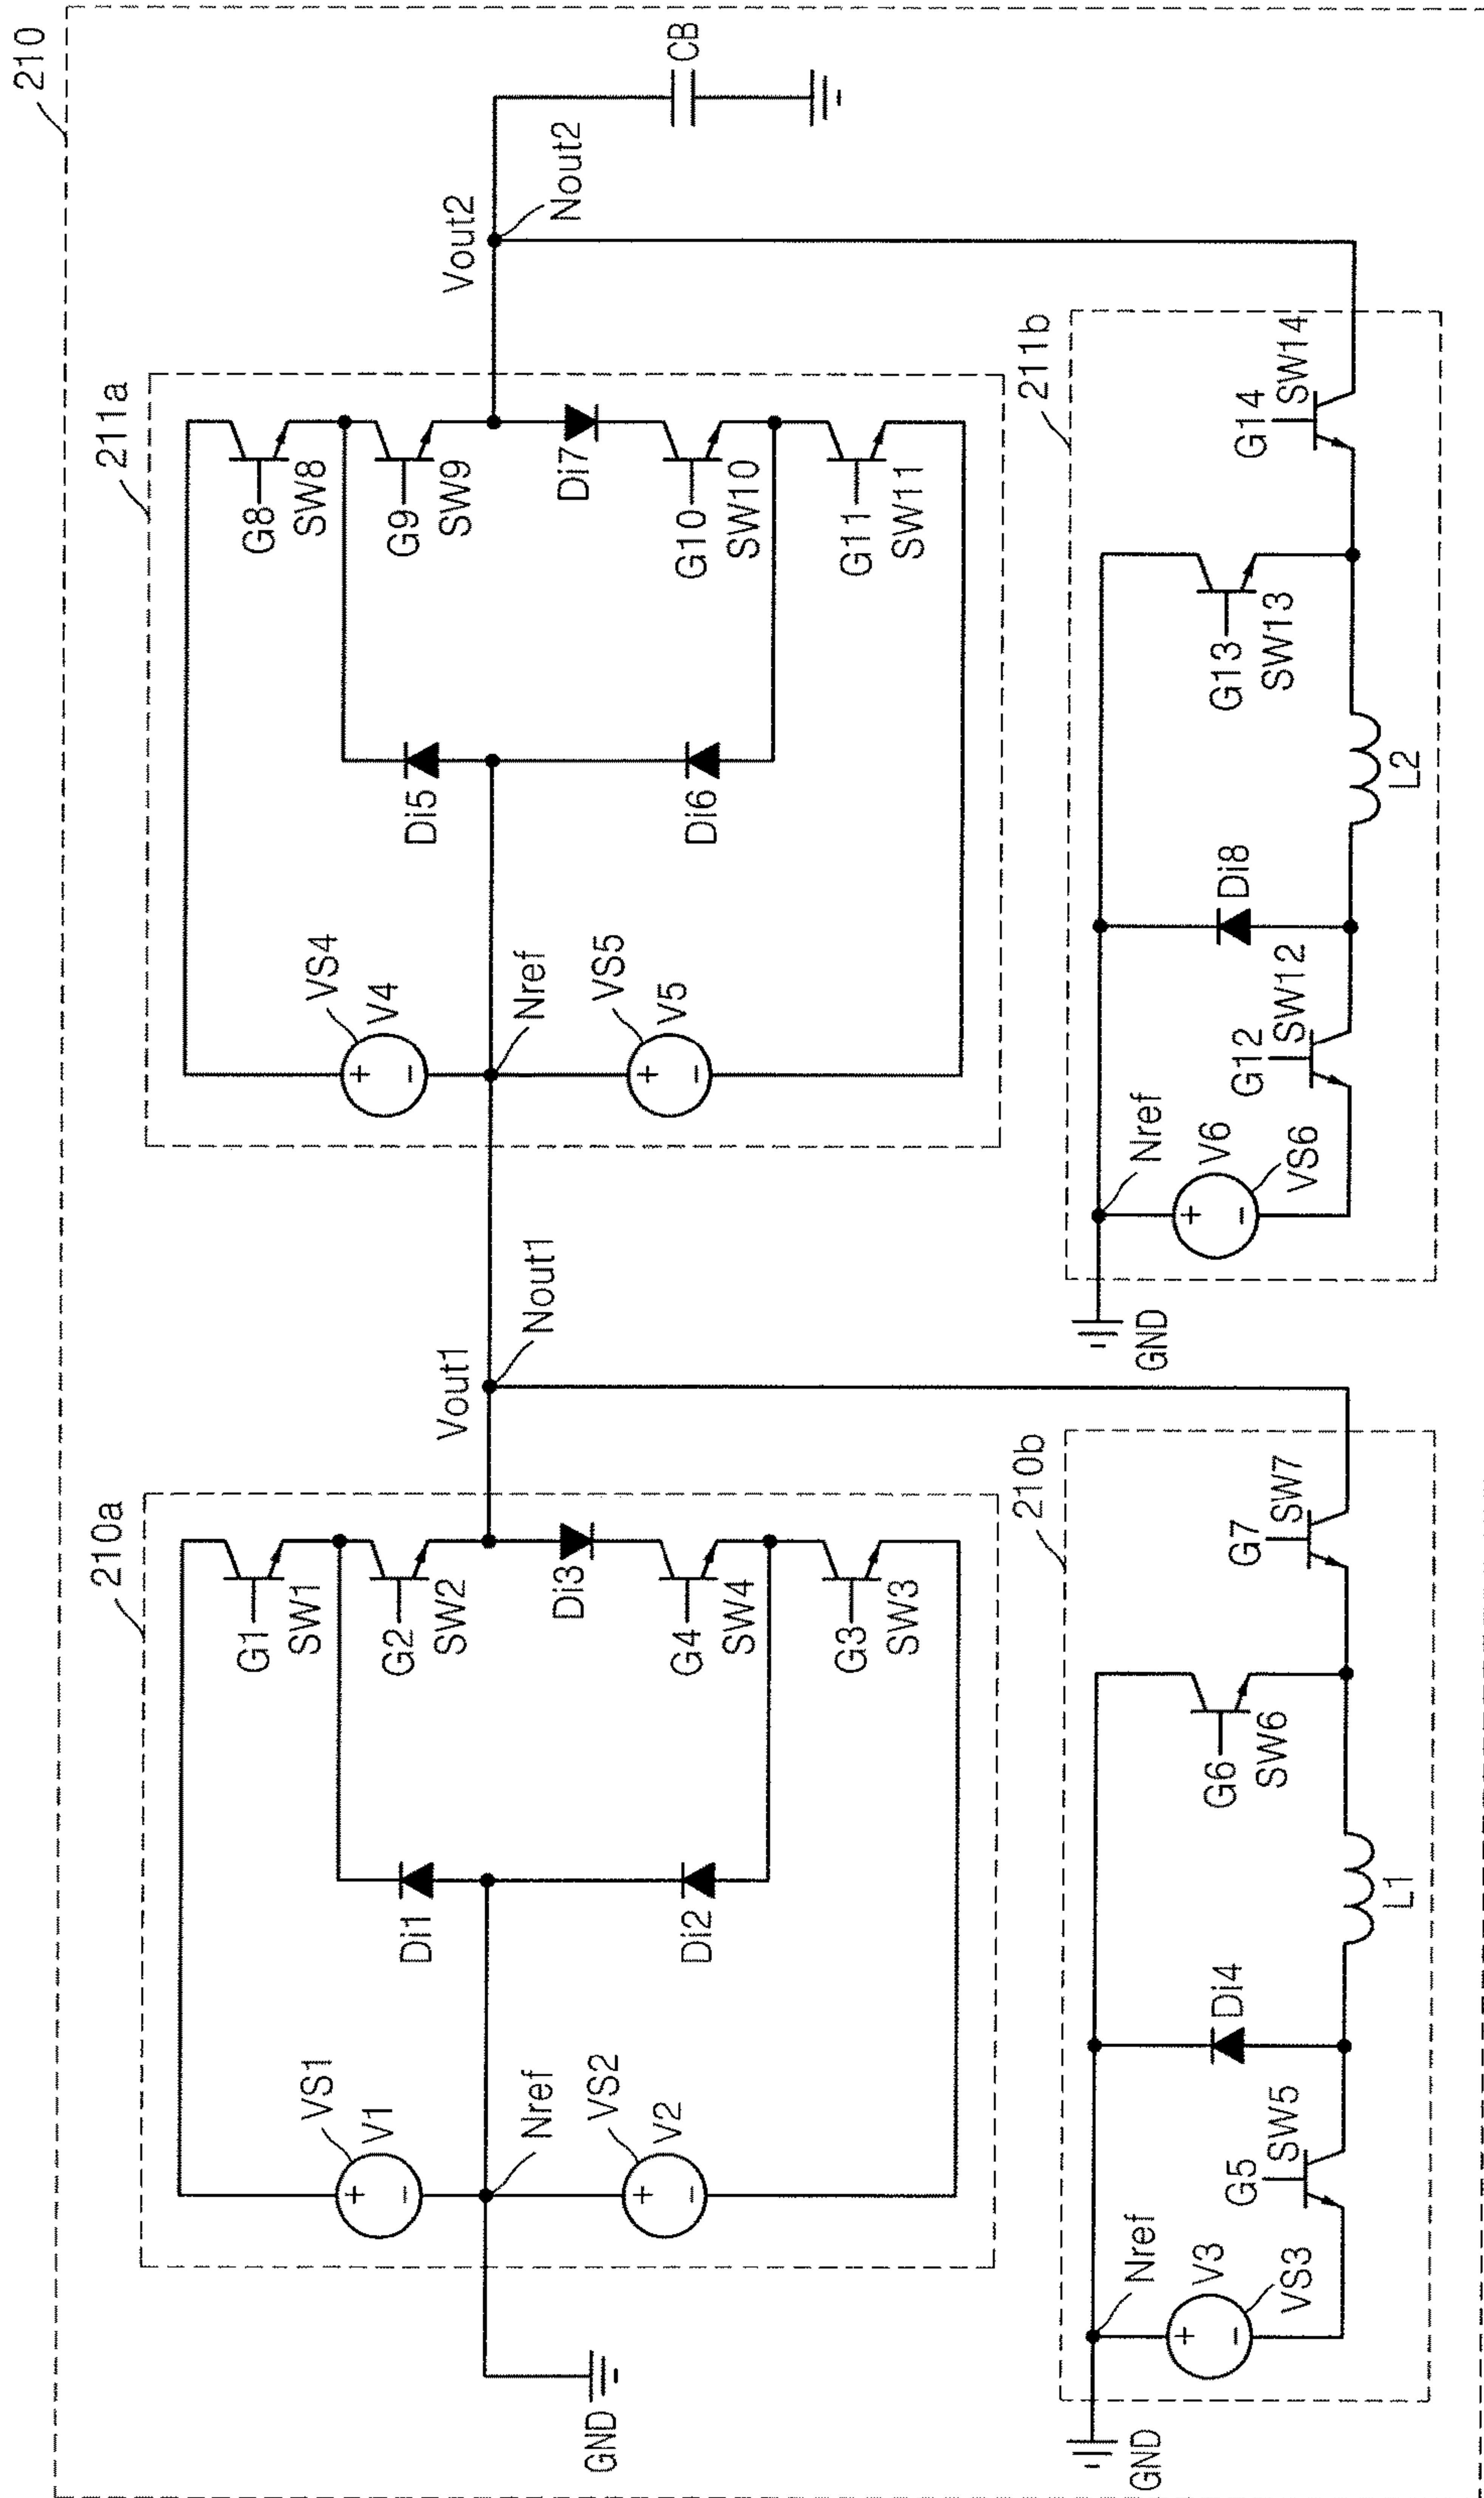 210
210a
VS1
V1
+
-
Nref
VS2
V2
+
-
GND
Di1
Di2
G1
SW1
G2
SW2
Di3
G4
SW4
G3
SW3
Vout1
Nout1
211a
VS4
V4
+
-
Nref
VS5
V5
+
-
Di5
Di6
G8
SW8
G9
SW9
Di7
G10
SW10
G11
SW11
Vout2
Nout2
CB
210b
Nref
V3
+
-
VS3
GND
G5
SW5
Di4
L1
G6
SW6
G7
SW7
211b
Nref
V6
+
-
VS6
GND
G12
SW12
Di8
L2
G13
SW13
G14
SW14